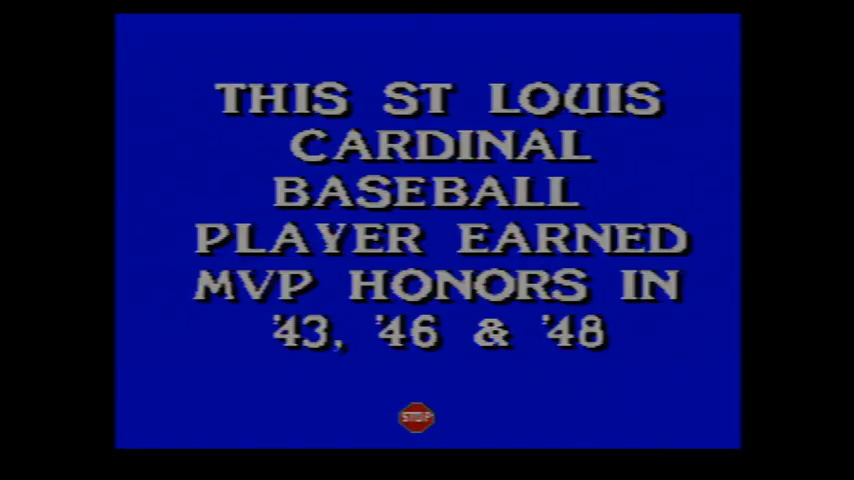 THIS ST LOUIS
CARDINAL
BASEBALL
PLAYER EARNED
MVP HONORS IN
'43, '46 & '48
STOP